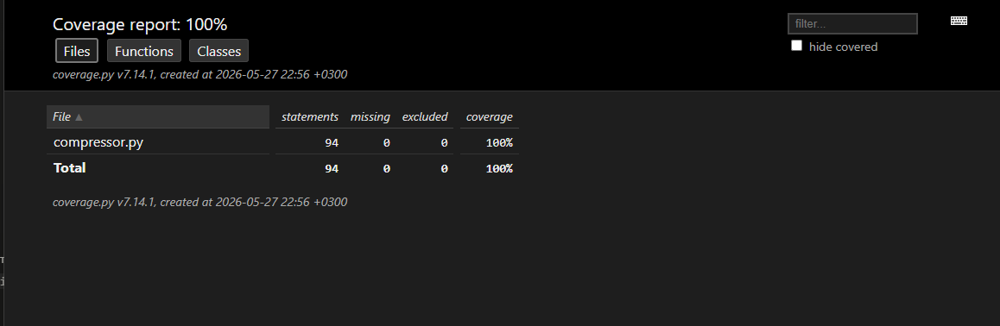 Coverage report: 100%
filter...
hide covered
Files Functions Classes
coverage.py v7.14.1, created at 2026-05-27 22:56 +0300
File ▲ statements missing excluded coverage
compressor.py 94 0 0 100%
Total 94 0 0 100%
coverage.py v7.14.1, created at 2026-05-27 22:56 +0300